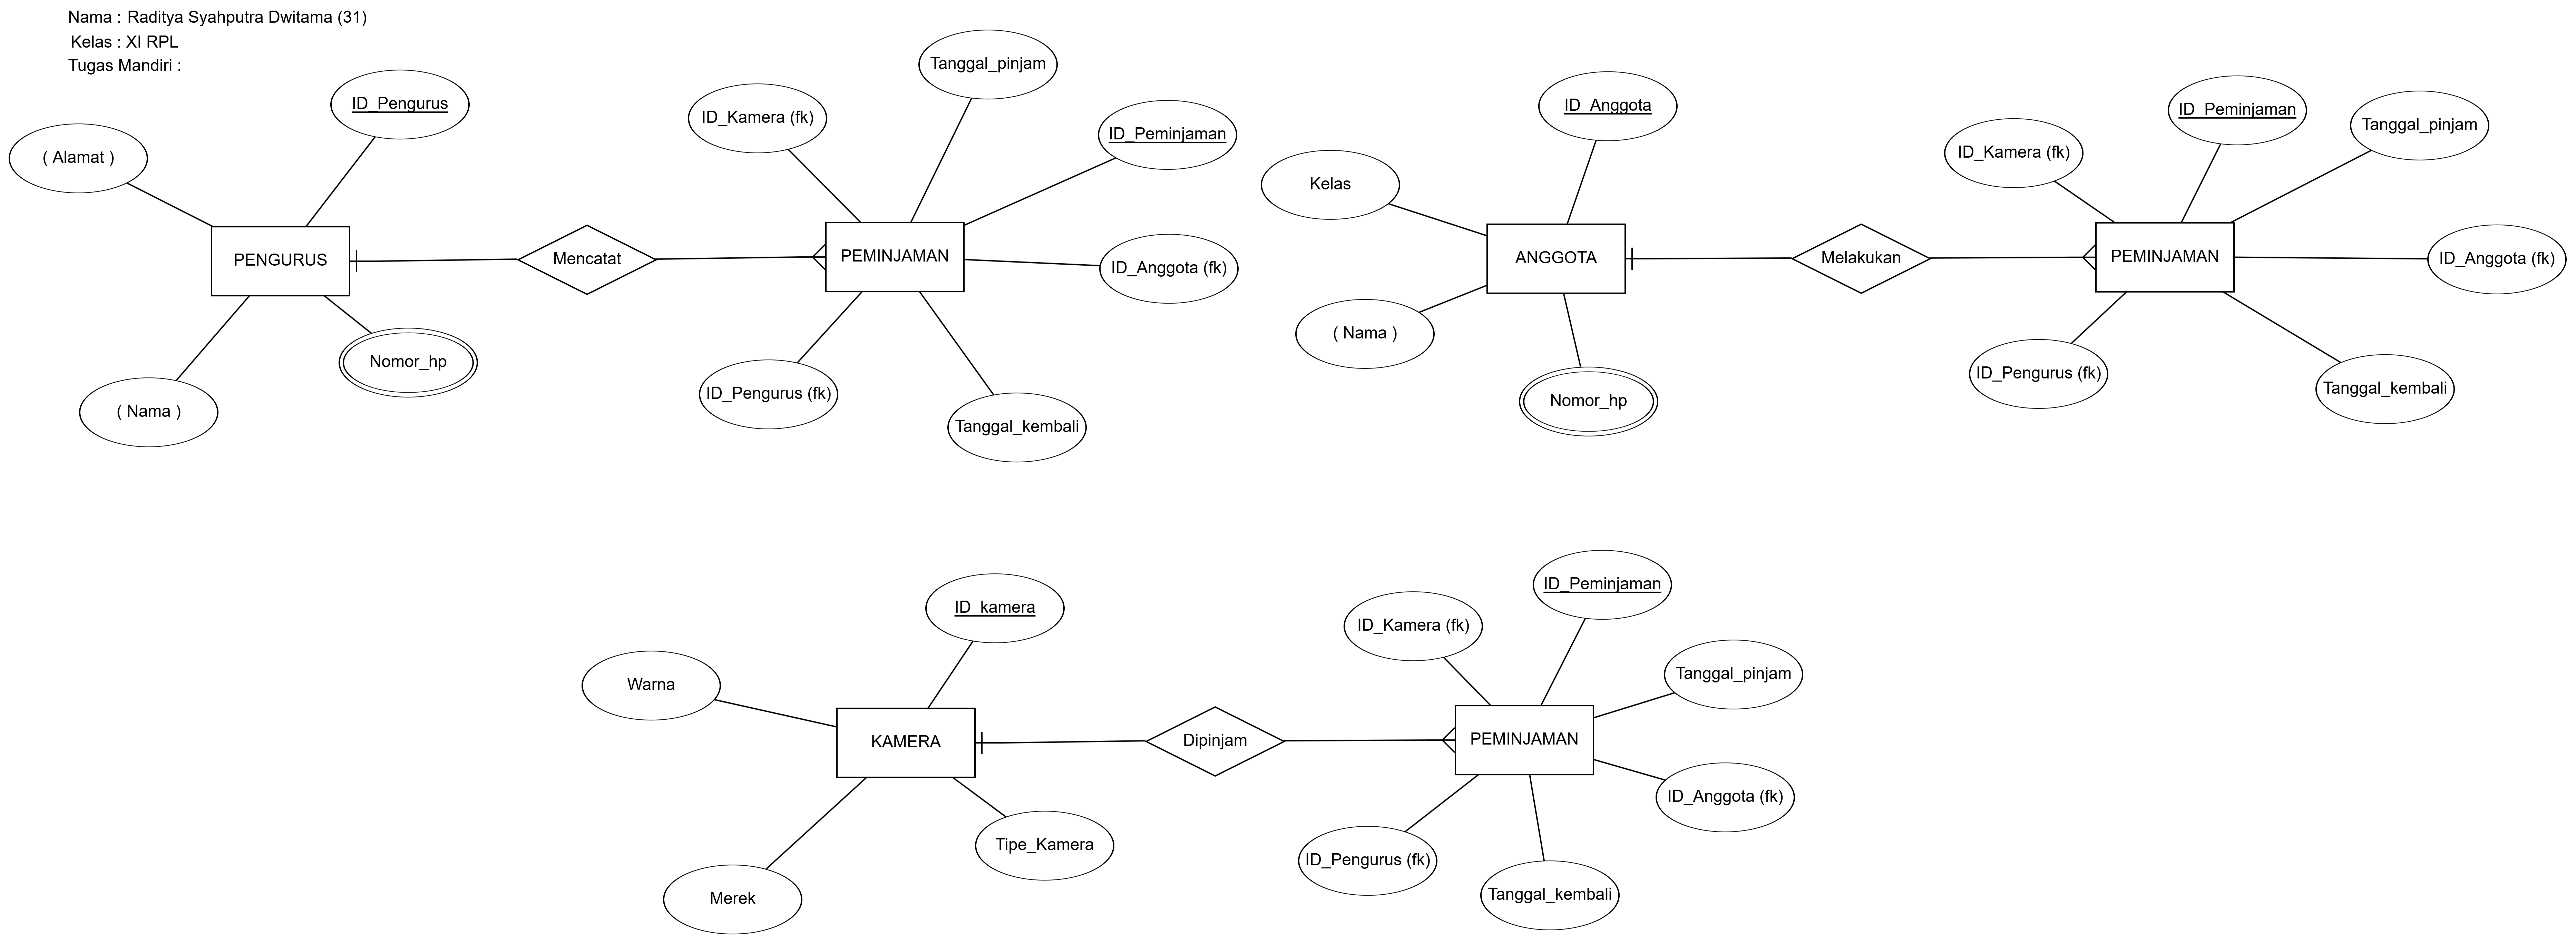 Nama : Raditya Syahputra Dwitama (31)
Kelas : XI RPL
Tugas Mandiri :
ID_Pengurus
( Alamat )
PENGURUS
( Nama )
Nomor_hp
Mencatat
Tanggal_pinjam
ID_Kamera (fk)
ID_Peminjaman
PEMINJAMAN
ID_Anggota (fk)
ID_Pengurus (fk)
Tanggal_kembali
ID_Anggota
Kelas
ANGGOTA
( Nama )
Nomor_hp
Melakukan
ID_Peminjaman
Tanggal_pinjam
ID_Kamera (fk)
PEMINJAMAN
ID_Anggota (fk)
ID_Pengurus (fk)
Tanggal_kembali
ID_kamera
Warna
KAMERA
Tipe_Kamera
Merek
Dipinjam
ID_Peminjaman
ID_Kamera (fk)
Tanggal_pinjam
PEMINJAMAN
ID_Anggota (fk)
ID_Pengurus (fk)
Tanggal_kembali